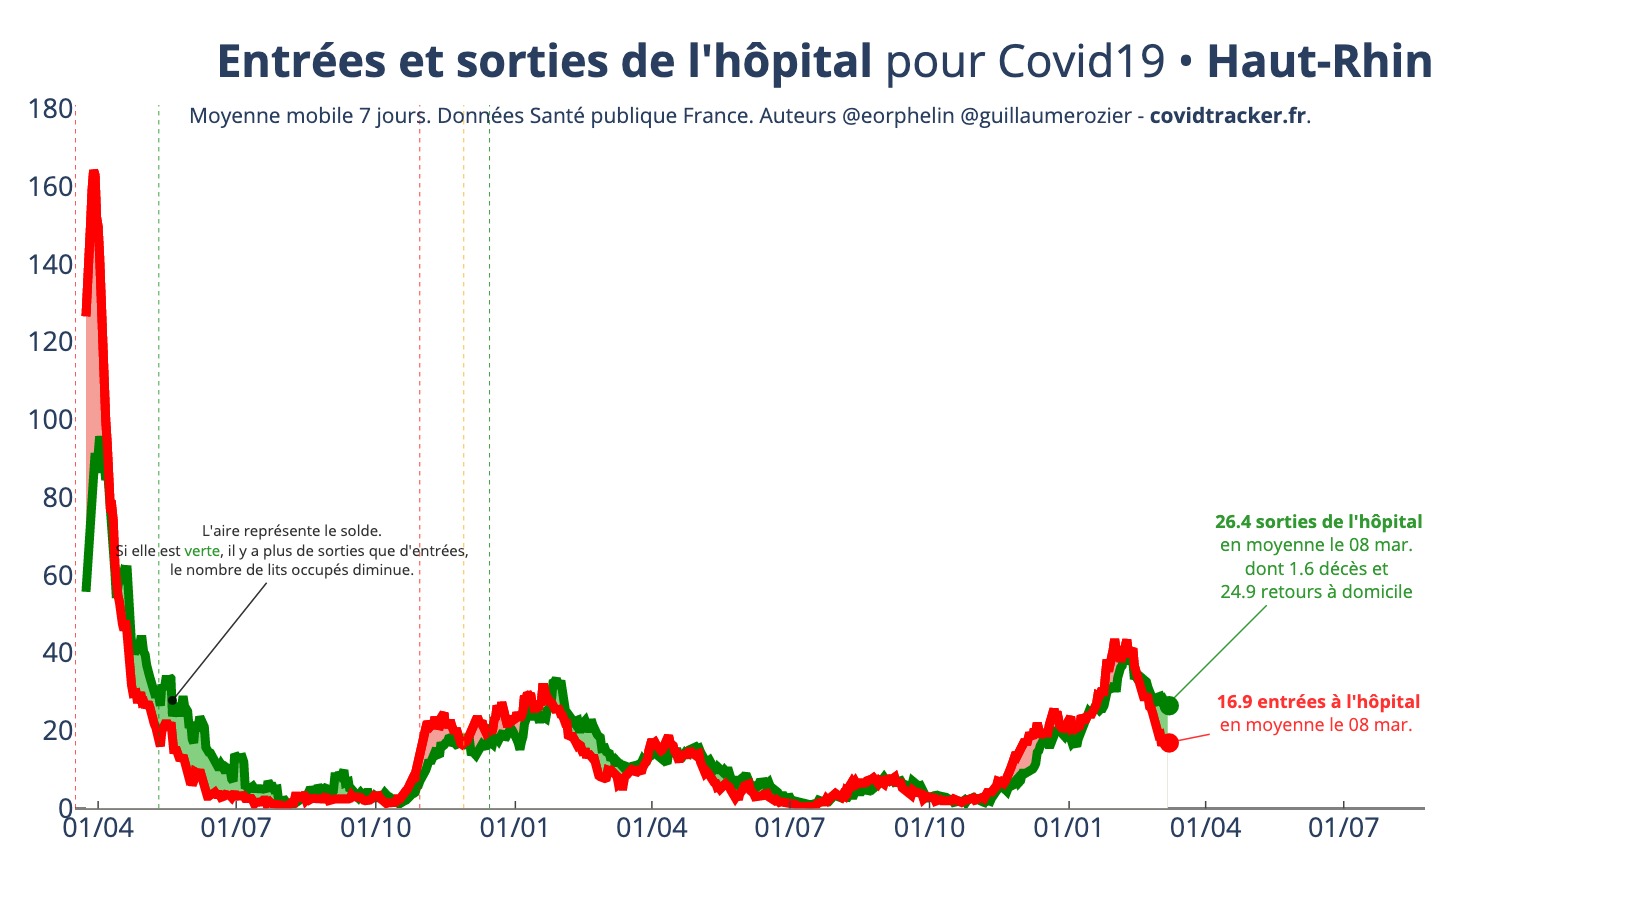 Entrées et sorties de l'hôpital pour Covid19 • Haut-Rhin
Moyenne mobile 7 jours. Données Santé publique France. Auteurs @eorphelin @guillaumerozier - covidtracker.fr.
180
160
140
120
100
80
60
40
20
0
L'aire représente le solde.
Si elle est verte, il y a plus de sorties que d'entrées,
le nombre de lits occupés diminue.
26.4 sorties de l'hôpital
en moyenne le 08 mar.
dont 1.6 décès et
24.9 retours à domicile
16.9 entrées à l'hôpital
en moyenne le 08 mar.
01/04 01/07 01/10 01/01 01/04 01/07 01/10 01/01 01/04 01/07